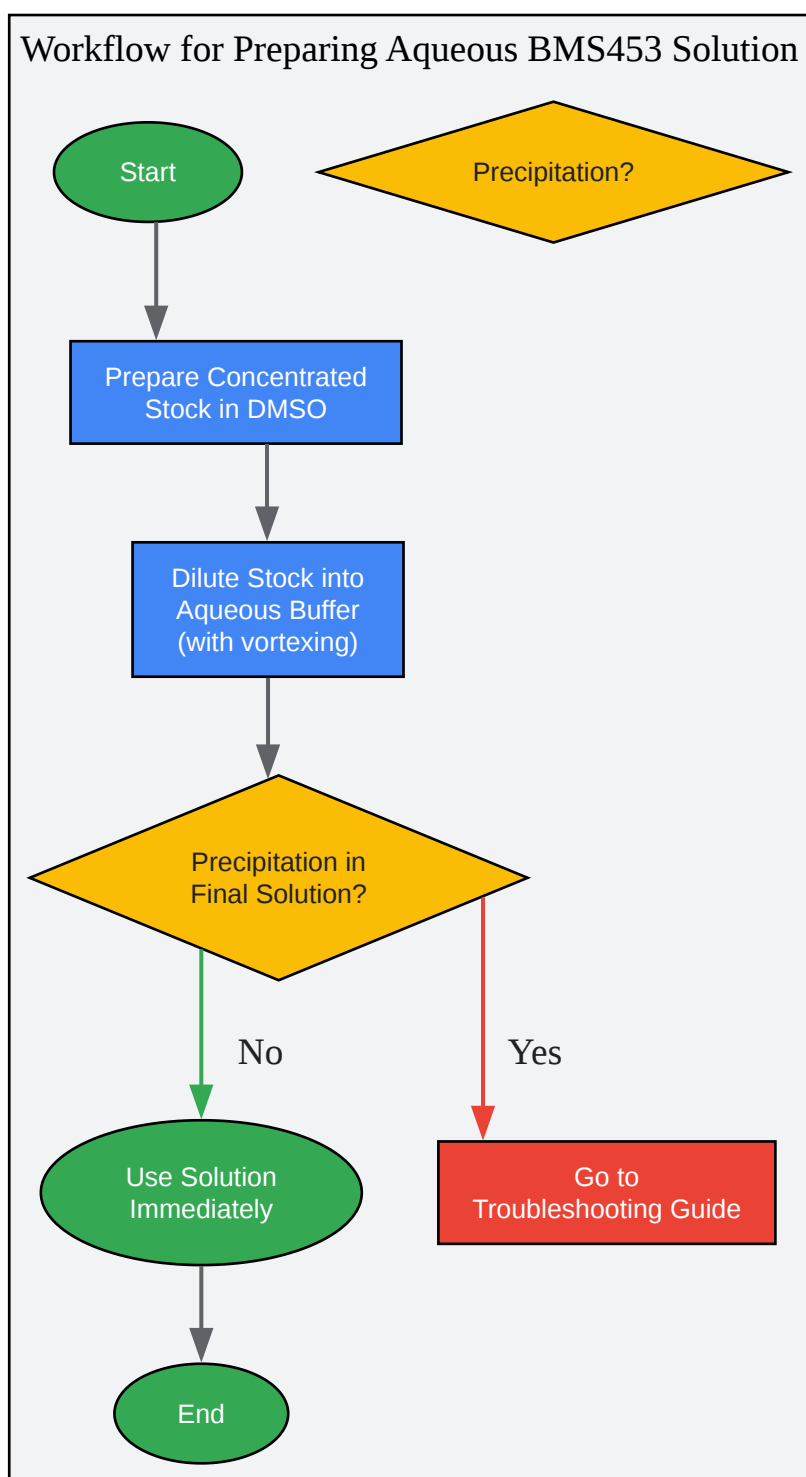 Workflow for Preparing Aqueous BMS453 Solution
Start
Precipitation?
Prepare Concentrated
Stock in DMSO
Dilute Stock into
Aqueous Buffer
(with vortexing)
Precipitation in
Final Solution?
No
Yes
Use Solution
Immediately
Go to
Troubleshooting Guide
End